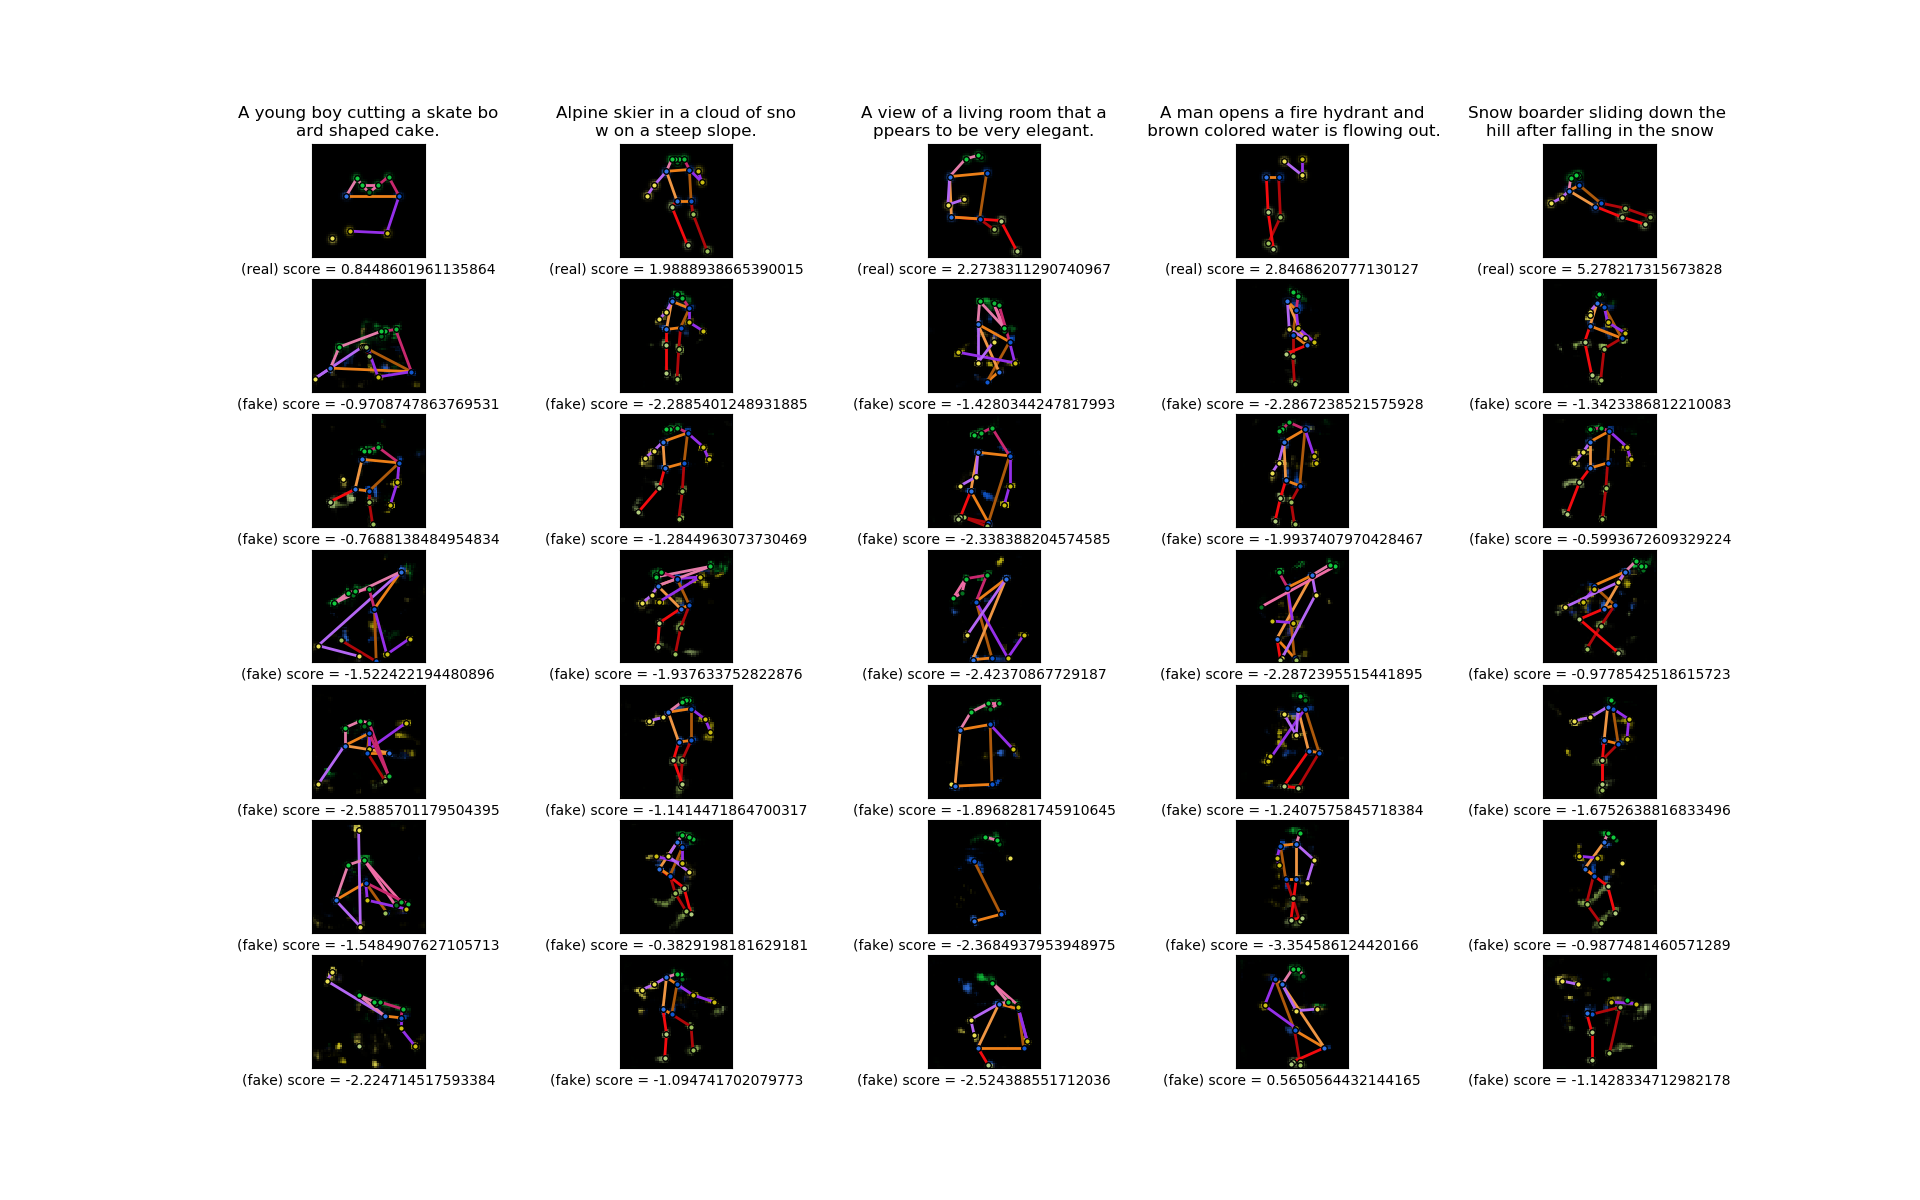 A young boy cutting a skate bo
ard shaped cake.
Alpine skier in a cloud of sno
w on a steep slope.
A view of a living room that a
ppears to be very elegant.
A man opens a fire hydrant and
brown colored water is flowing out.
Snow boarder sliding down the
hill after falling in the snow
(real) score = 0.8448601961135864
(real) score = 1.9888938665390015
(real) score = 2.2738311290740967
(real) score = 2.8468620777130127
(real) score = 5.278217315673828
(fake) score = -0.9708747863769531
(fake) score = -2.2885401248931885
(fake) score = -1.4280344247817993
(fake) score = -2.2867238521575928
(fake) score = -1.3423386812210083
(fake) score = -0.7688138484954834
(fake) score = -1.2844963073730469
(fake) score = -2.338388204574585
(fake) score = -1.9937407970428467
(fake) score = -0.5993672609329224
(fake) score = -1.522422194480896
(fake) score = -1.937633752822876
(fake) score = -2.42370867729187
(fake) score = -2.2872395515441895
(fake) score = -0.9778542518615723
(fake) score = -2.5885701179504395
(fake) score = -1.1414471864700317
(fake) score = -1.8968281745910645
(fake) score = -1.2407575845718384
(fake) score = -1.6752638816833496
(fake) score = -1.5484907627105713
(fake) score = -0.3829198181629181
(fake) score = -2.3684937953948975
(fake) score = -3.354586124420166
(fake) score = -0.9877481460571289
(fake) score = -2.224714517593384
(fake) score = -1.094741702079773
(fake) score = -2.524388551712036
(fake) score = 0.5650564432144165
(fake) score = -1.1428334712982178